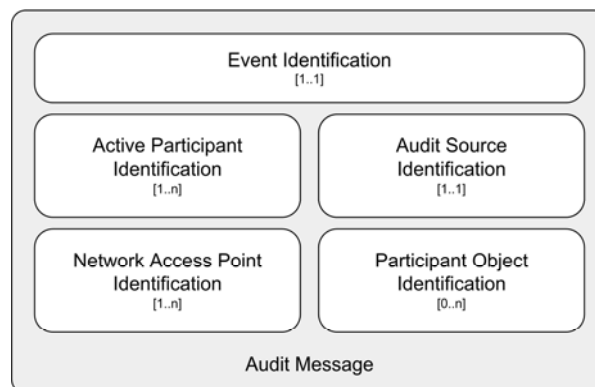 Event Identification
[1..1]
Active Participant
Identification
[1..n]
Audit Source
Identification
[1..1]
Network Access Point
Identification
[1..n]
Participant Object
Identification
[0..n]
Audit Message